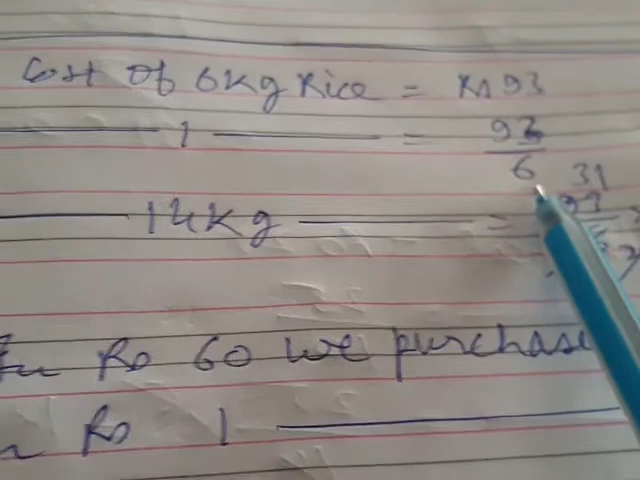 Cost of 6kg Rice = Rs 93
1 = 93/6
14kg = 31
Rs 60 we purchase
Rs 1